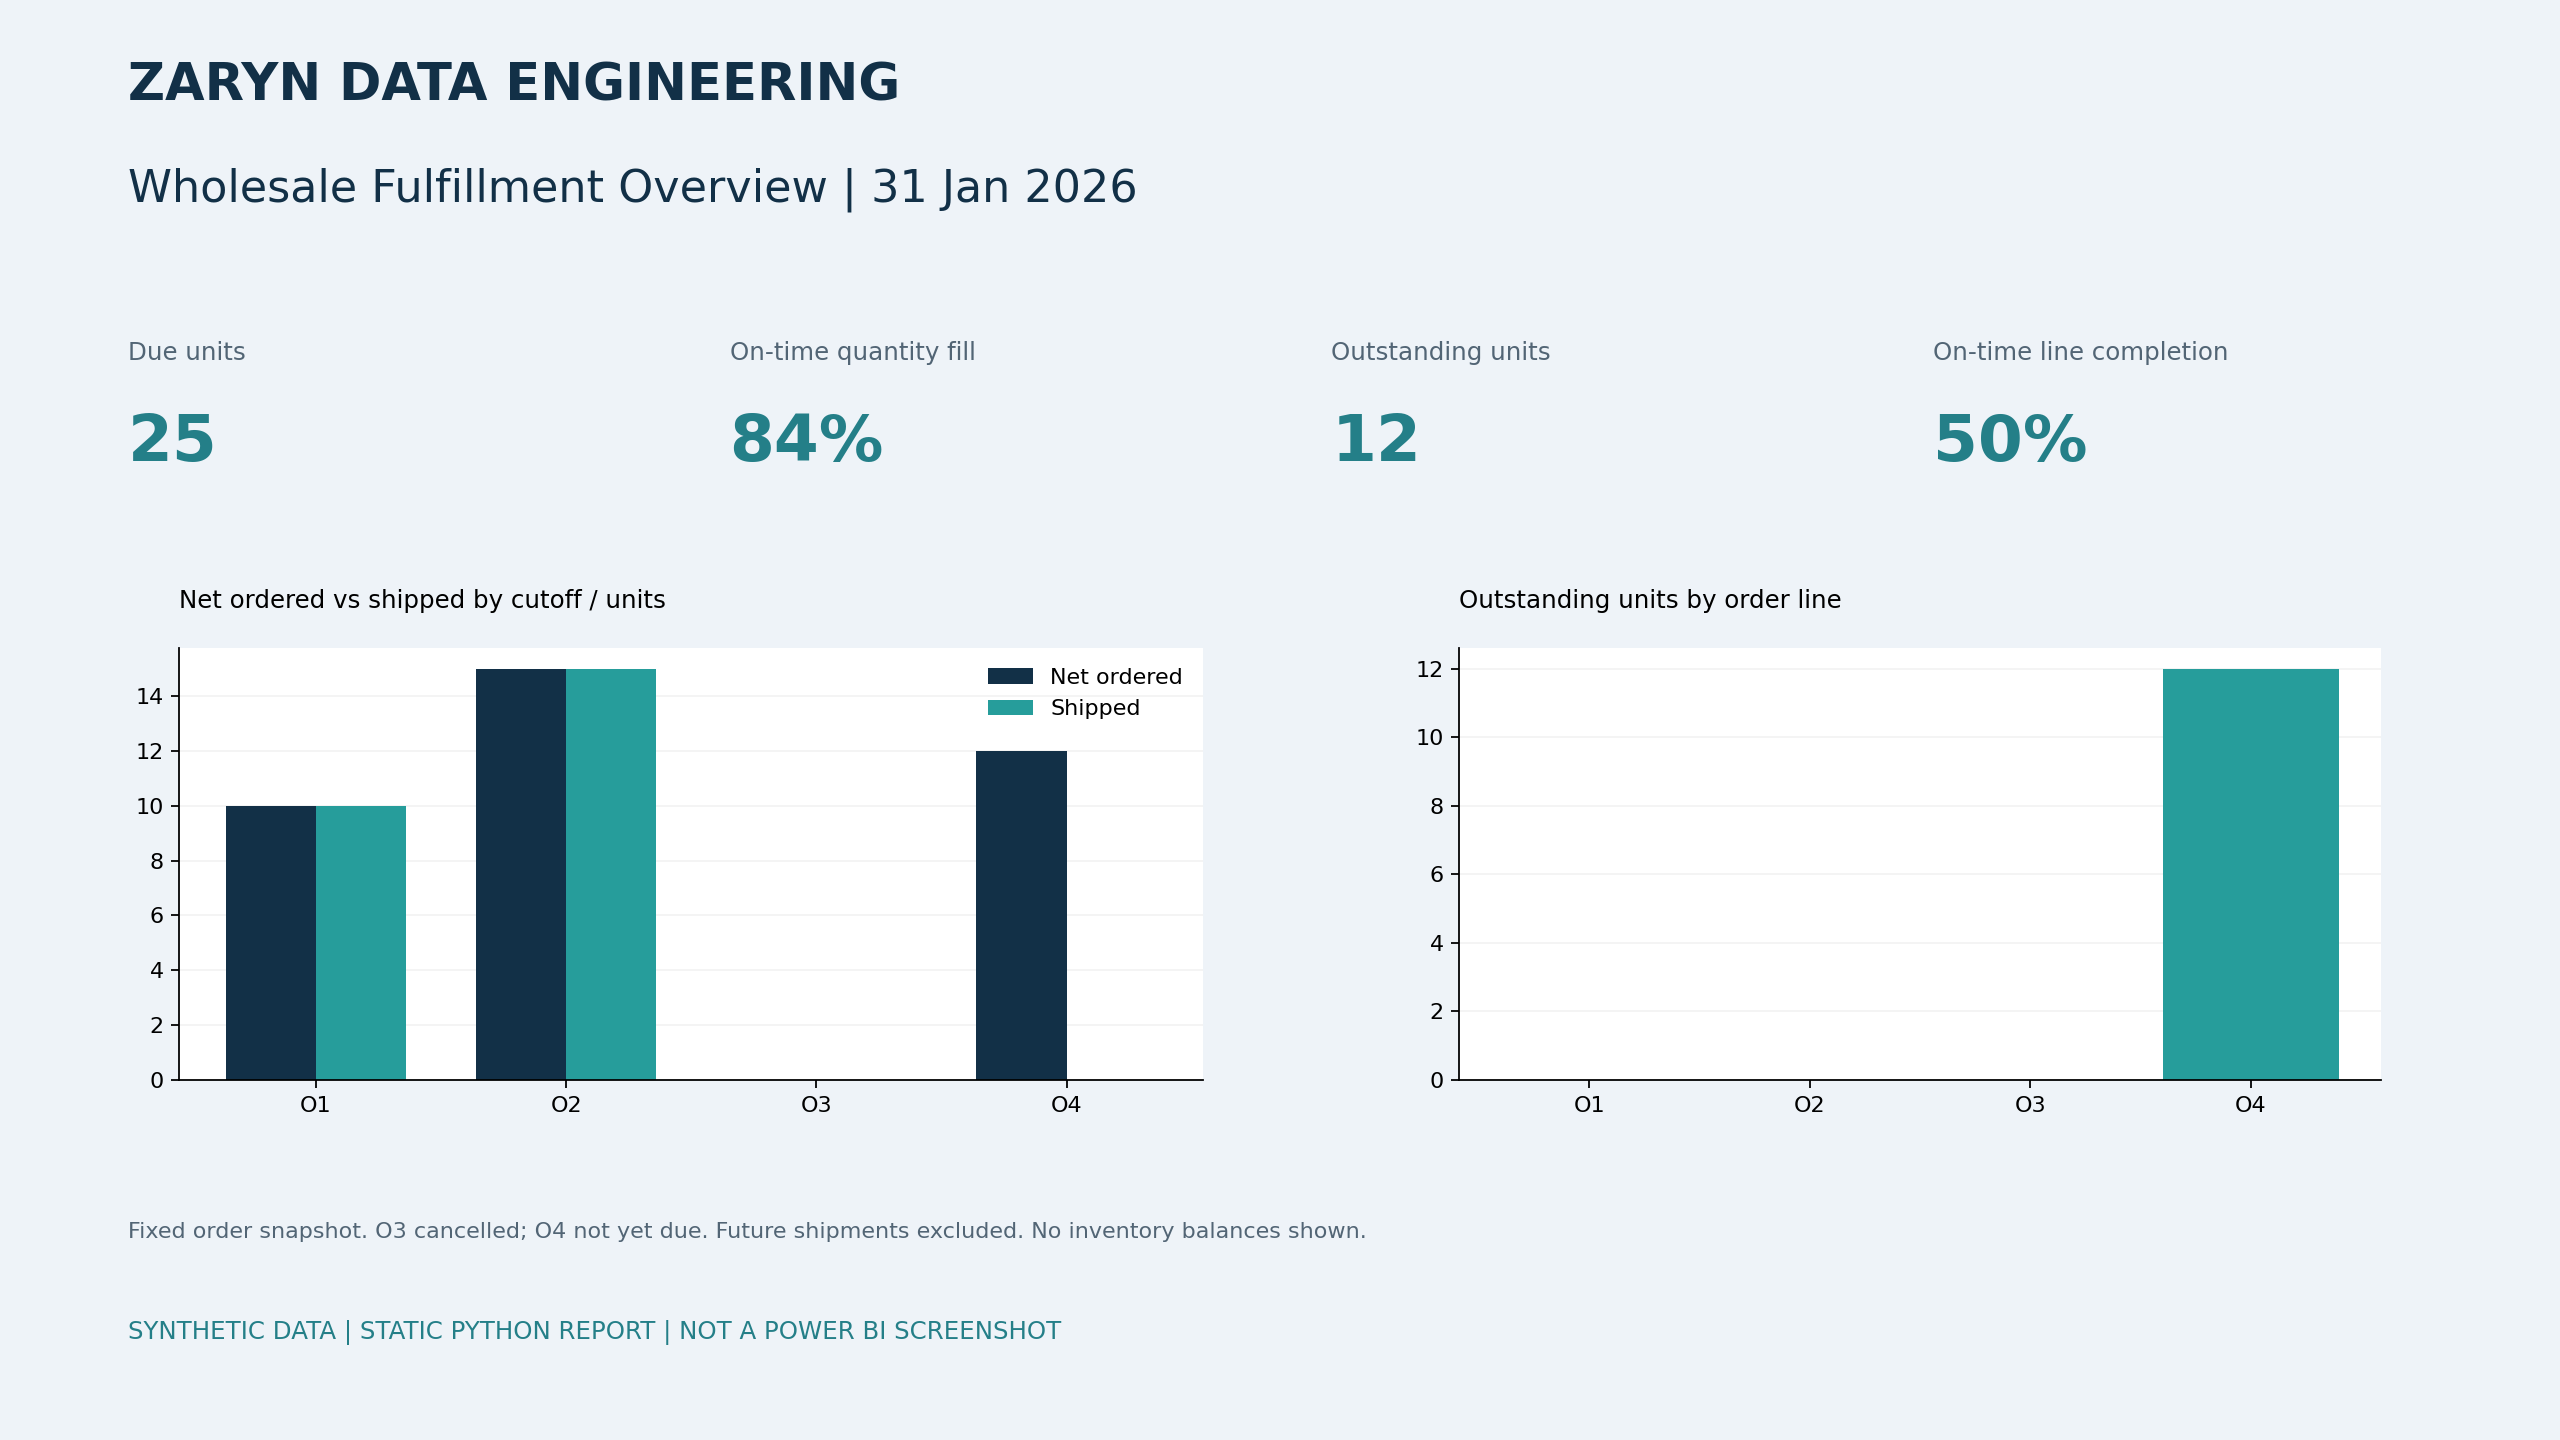 ZARYN DATA ENGINEERING
Wholesale Fulfillment Overview | 31 Jan 2026
Due units
25
On-time quantity fill
84%
Outstanding units
12
On-time line completion
50%
Net ordered vs shipped by cutoff / units
Net ordered
Shipped
14
12
10
8
6
4
2
0
O1
O2
O3
O4
Outstanding units by order line
12
10
8
6
4
2
0
O1
O2
O3
O4
Fixed order snapshot. O3 cancelled; O4 not yet due. Future shipments excluded. No inventory balances shown.
SYNTHETIC DATA | STATIC PYTHON REPORT | NOT A POWER BI SCREENSHOT